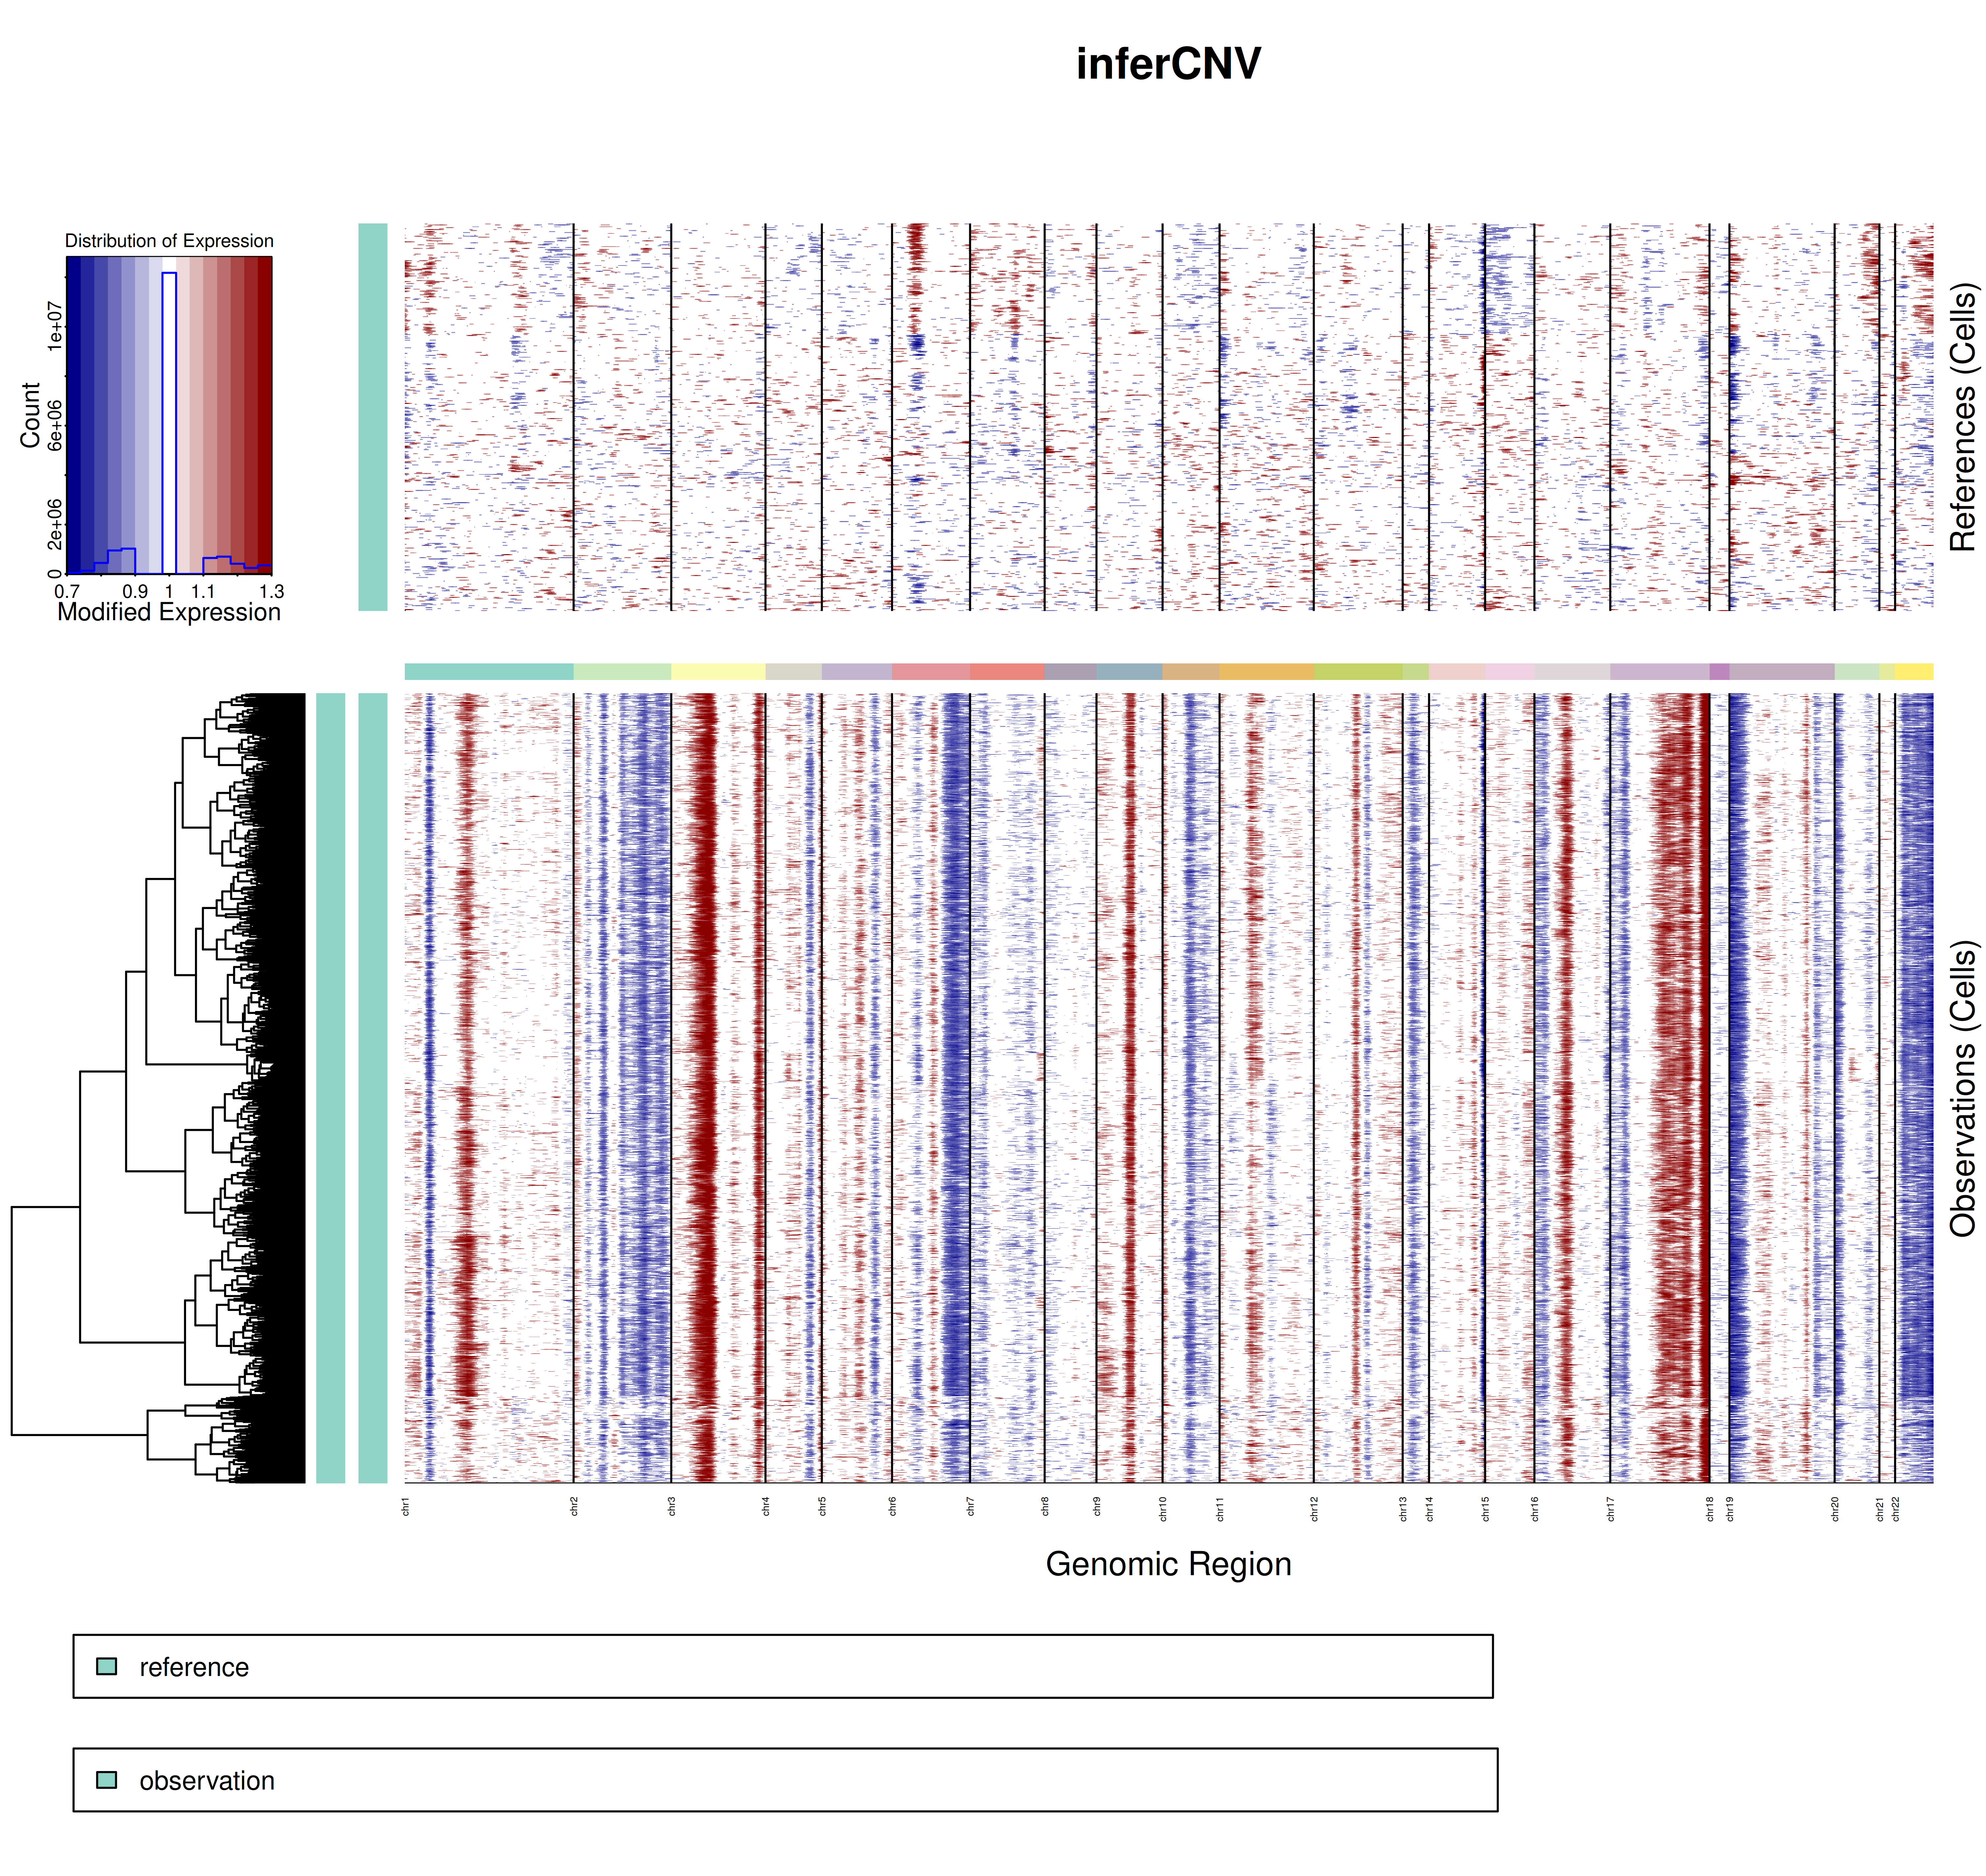 inferCNV
Distribution of Expression
Count
0 2e+06 6e+06 1e+07
0.7 0.9 1 1.1 1.3
Modified Expression
References (Cells)
Observations (Cells)
chr1 chr2 chr3 chr4 chr5 chr6 chr7 chr8 chr9 chr10 chr11 chr12 chr13 chr14 chr15 chr16 chr17 chr18 chr19 chr20 chr21 chr22
Genomic Region
reference
observation